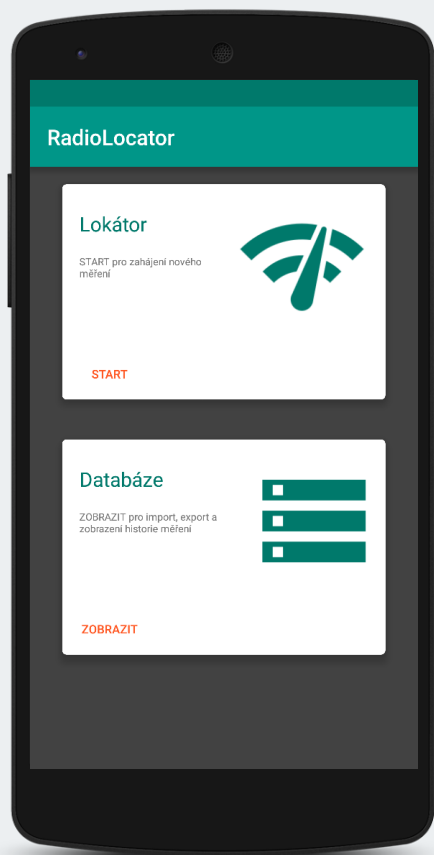 RadioLocator
Lokátor
START pro zahájení nového
měření
START
Databáze
ZOBRAZIT pro import, export a
zobrazení historie měření
ZOBRAZIT